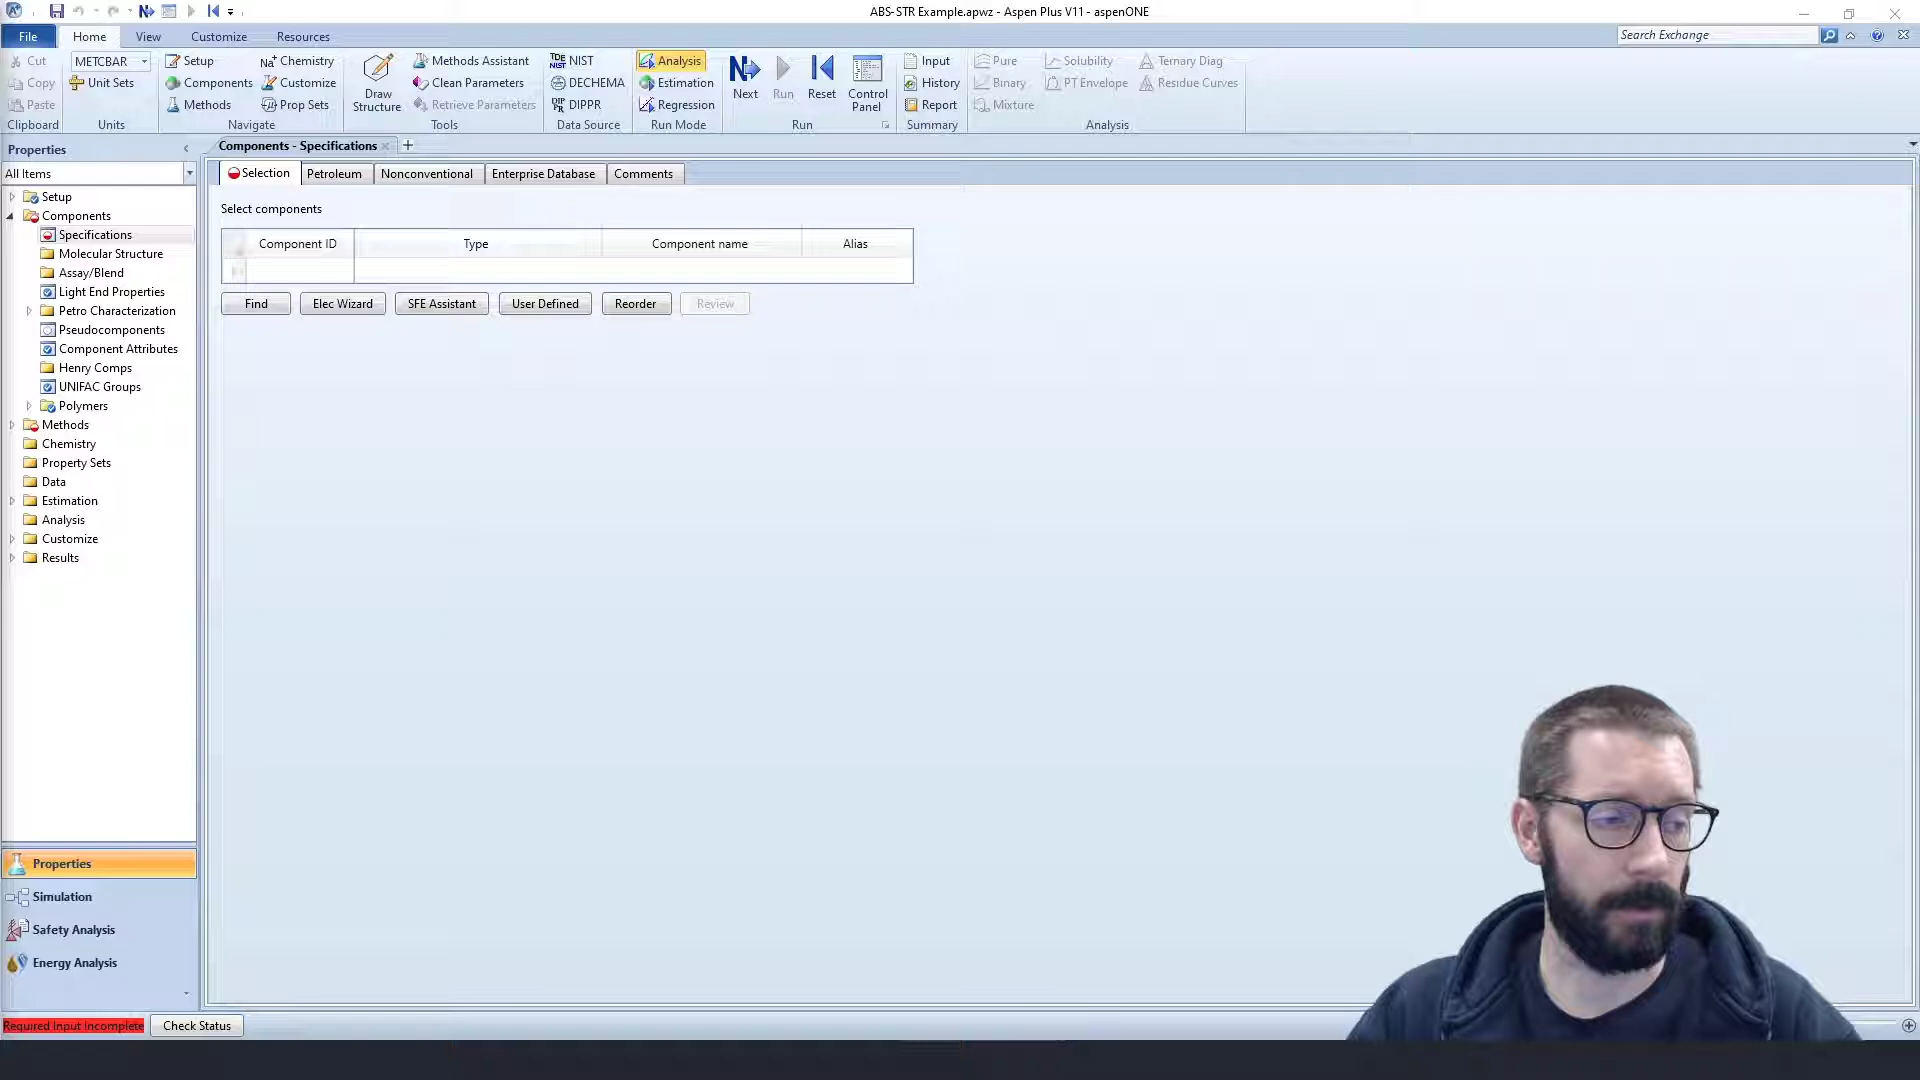 ABS-STR Example.apwz - Aspen Plus V11 - aspenONE
File Home View Customize Resources Search Exchange
Cut METCBAR Setup Chemistry Methods Assistant NIST Analysis Input Pure Solubility Ternary Diag
Copy Unit Sets Components Customize Draw Structure Clean Parameters DECHEMA Estimation Next Run Reset Control Panel History Binary PT Envelope Residue Curves
Paste Methods Prop Sets Retrieve Parameters DIPPR Regression Report Mixture
Clipboard Units Navigate Tools Data Source Run Mode Run Summary Analysis
Properties Components - Specifications
All Items
Selection Petroleum Nonconventional Enterprise Database Comments
Setup
Components
Specifications
Molecular Structure
Assay/Blend
Light End Properties
Petro Characterization
Pseudocomponents
Component Attributes
Henry Comps
UNIFAC Groups
Polymers
Methods
Chemistry
Property Sets
Data
Estimation
Analysis
Customize
Results
Select components
Component ID Type Component name Alias
Find Elec Wizard SFE Assistant User Defined Reorder Review
Properties
Simulation
Safety Analysis
Energy Analysis
Required Input Incomplete Check Status